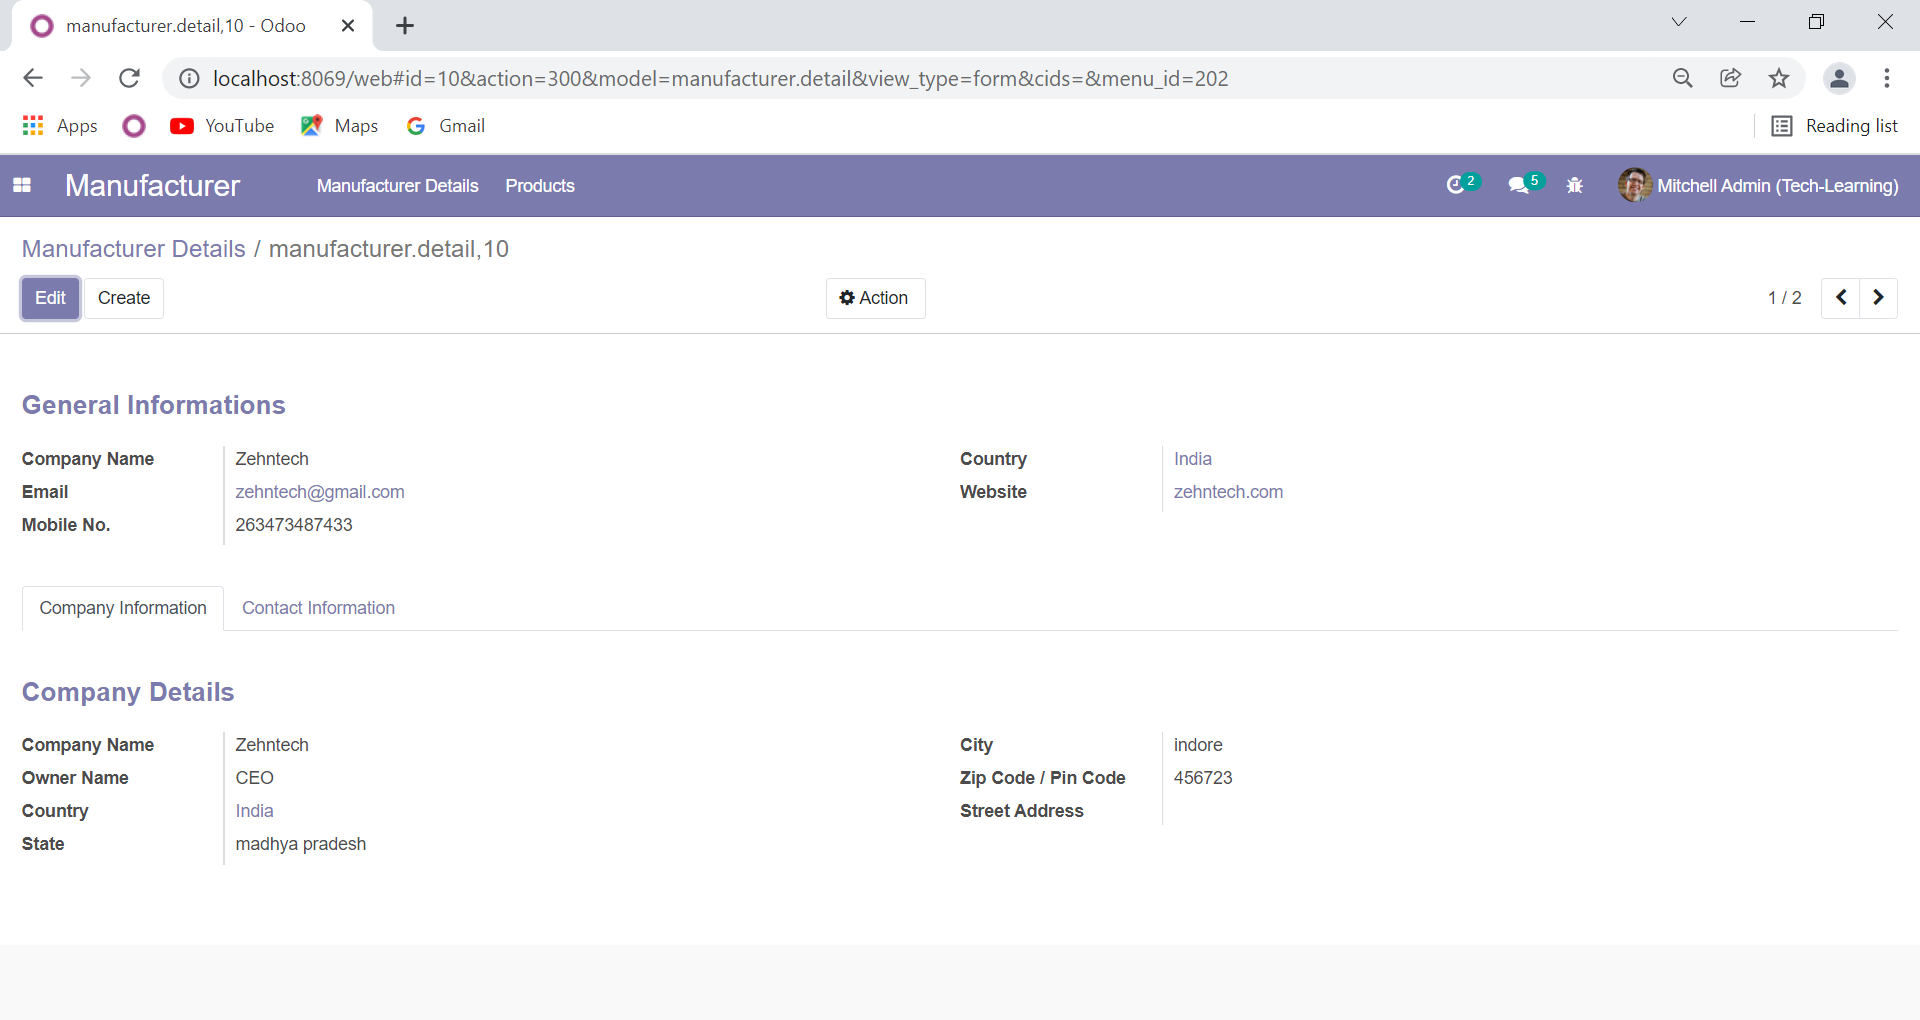 manufacturer.detail,10 - Odoo
localhost:8069/web#id=10&action=300&model=manufacturer.detail&view_type=form&cids=&menu_id=202
Apps YouTube Maps Gmail Reading list
Manufacturer Manufacturer Details Products 2 5 Mitchell Admin (Tech-Learning)
Manufacturer Details / manufacturer.detail,10
Edit Create Action 1 / 2
General Informations
Company Name Zehntech Country India
Email zehntech@gmail.com Website zehntech.com
Mobile No. 263473487433
Company Information Contact Information
Company Details
Company Name Zehntech City indore
Owner Name CEO Zip Code / Pin Code 456723
Country India Street Address
State madhya pradesh